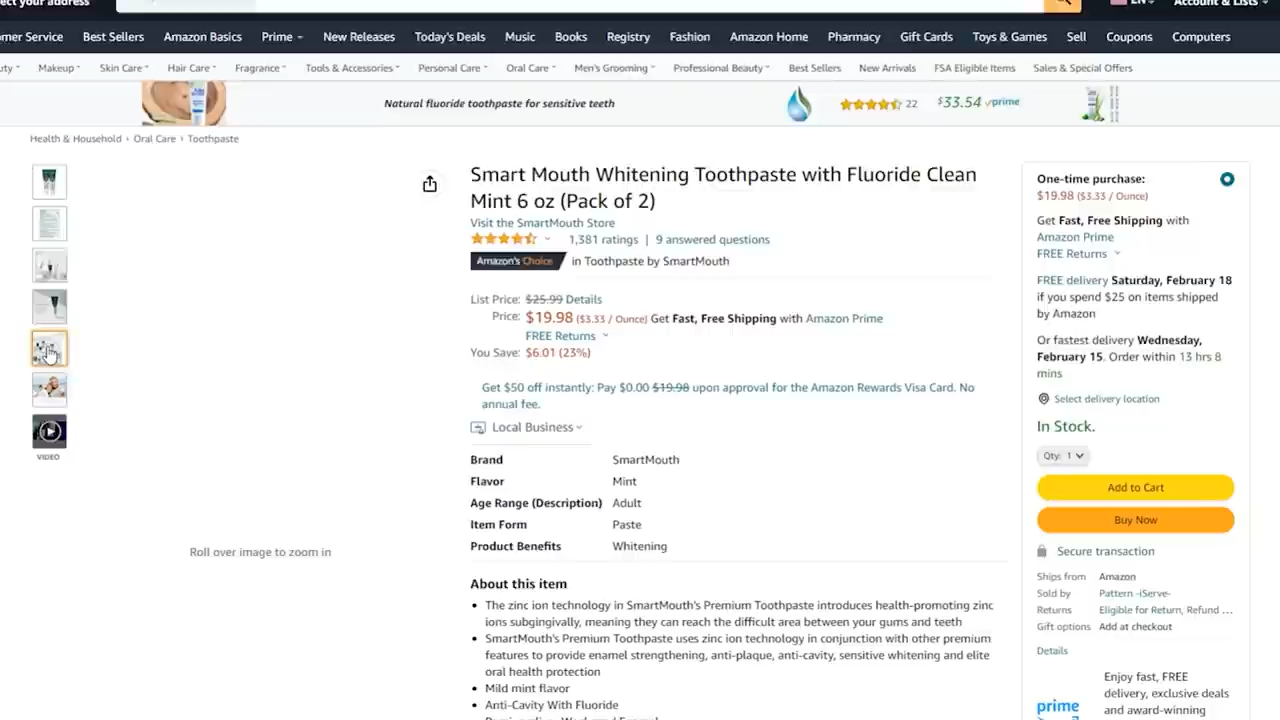 ect your address
EN
Account & Lists
mer Service Best Sellers Amazon Basics Prime New Releases Today's Deals Music Books Registry Fashion Amazon Home Pharmacy Gift Cards Toys & Games Sell Coupons Computers
uty Makeup Skin Care Hair Care Fragrance Tools & Accessories Personal Care Oral Care Men's Grooming Professional Beauty Best Sellers New Arrivals FSA Eligible Items Sales & Special Offers
Natural fluoride toothpaste for sensitive teeth 22 $33.54 prime
Health & Household › Oral Care › Toothpaste
VIDEO
Roll over image to zoom in
Smart Mouth Whitening Toothpaste with Fluoride Clean
Mint 6 oz (Pack of 2)
Visit the SmartMouth Store
1,381 ratings | 9 answered questions
Amazon's Choice in Toothpaste by SmartMouth
List Price: $25.99 Details
Price: $19.98 ($3.33 / Ounce) Get Fast, Free Shipping with Amazon Prime
FREE Returns
You Save: $6.01 (23%)
Get $50 off instantly: Pay $0.00 $19.98 upon approval for the Amazon Rewards Visa Card. No
annual fee.
Local Business
Brand SmartMouth
Flavor Mint
Age Range (Description) Adult
Item Form Paste
Product Benefits Whitening
About this item
• The zinc ion technology in SmartMouth's Premium Toothpaste introduces health-promoting zinc
ions subgingivally, meaning they can reach the difficult area between your gums and teeth
• SmartMouth's Premium Toothpaste uses zinc ion technology in conjunction with other premium
features to provide enamel strengthening, anti-plaque, anti-cavity, sensitive whitening and elite
oral health protection
• Mild mint flavor
• Anti-Cavity With Fluoride
One-time purchase:
$19.98 ($3.33 / Ounce)
Get Fast, Free Shipping with
Amazon Prime
FREE Returns
FREE delivery Saturday, February 18
if you spend $25 on items shipped
by Amazon
Or fastest delivery Wednesday,
February 15. Order within 13 hrs 8
mins
Select delivery location
In Stock.
Qty: 1
Add to Cart
Buy Now
Secure transaction
Ships from Amazon
Sold by Pattern -iServe-
Returns Eligible for Return, Refund ...
Gift options Add at checkout
Details
Enjoy fast, FREE
delivery, exclusive deals
and award-winning
prime